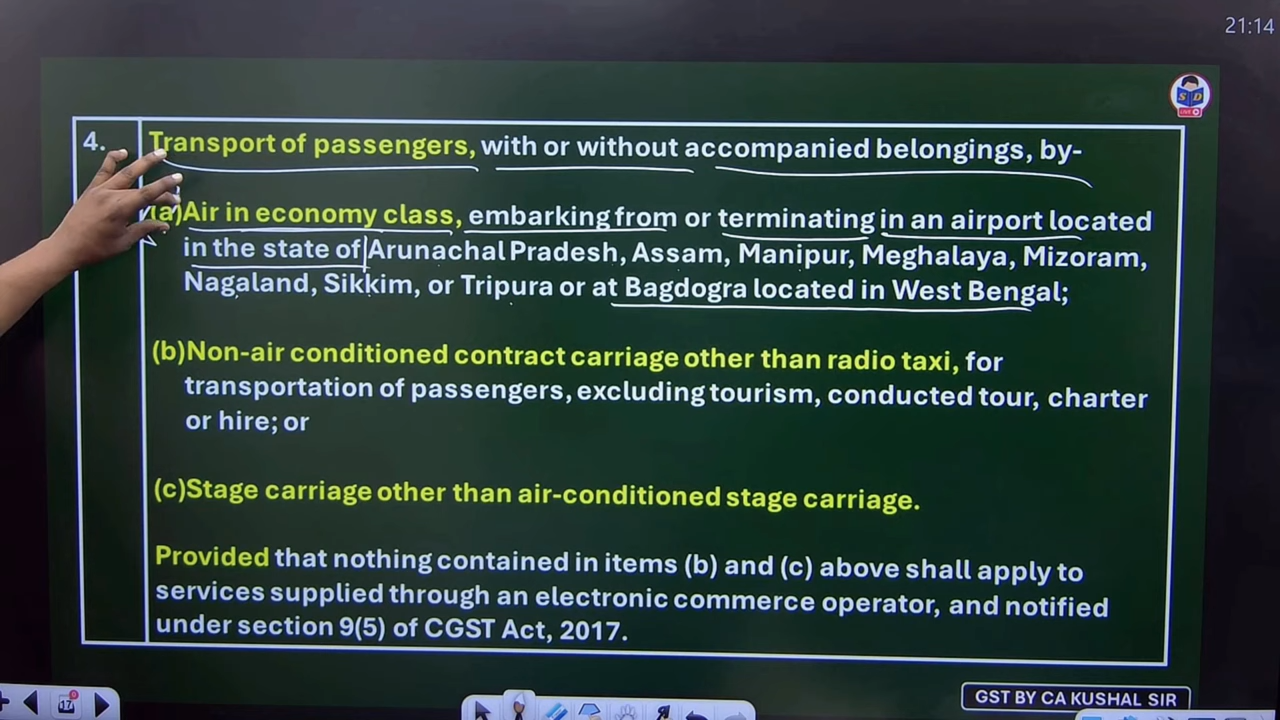 21:14
S D
LIVE
4. Transport of passengers, with or without accompanied belongings, by-
(a)Air in economy class, embarking from or terminating in an airport located
in the state of Arunachal Pradesh, Assam, Manipur, Meghalaya, Mizoram,
Nagaland, Sikkim, or Tripura or at Bagdogra located in West Bengal;
(b)Non-air conditioned contract carriage other than radio taxi, for
transportation of passengers, excluding tourism, conducted tour, charter
or hire; or
(c)Stage carriage other than air-conditioned stage carriage.
Provided that nothing contained in items (b) and (c) above shall apply to
services supplied through an electronic commerce operator, and notified
under section 9(5) of CGST Act, 2017.
17
GST BY CA KUSHAL SIR